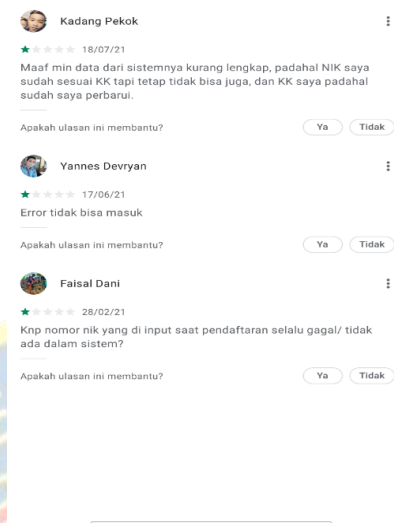 Kadang Pekok
18/07/21
Maaf min data dari sistemnya kurang lengkap, padahal NIK saya
sudah sesuai KK tapi tetap tidak bisa juga, dan KK saya padahal
sudah saya perbarui.
Apakah ulasan ini membantu?
Ya
Tidak
Yannes Devryan
17/06/21
Error tidak bisa masuk
Apakah ulasan ini membantu?
Ya
Tidak
Faisal Dani
28/02/21
Knp nomor nik yang di input saat pendaftaran selalu gagal/ tidak
ada dalam sistem?
Apakah ulasan ini membantu?
Ya
Tidak